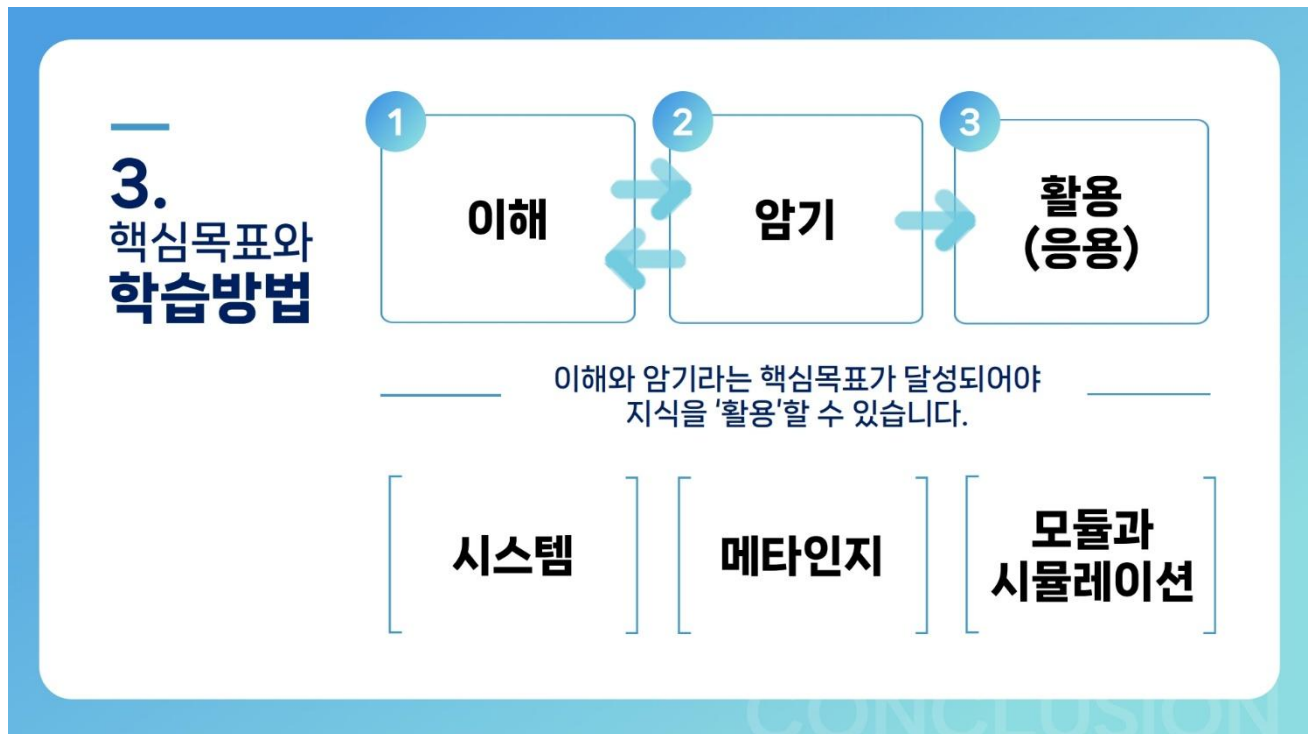 3.
핵심목표와
학습방법
1
이해
2
암기
3
활용
(응용)
이해와 암기라는 핵심목표가 달성되어야
지식을 '활용'할 수 있습니다.
시스템
메타인지
모듈과
시뮬레이션
CONCLUSION